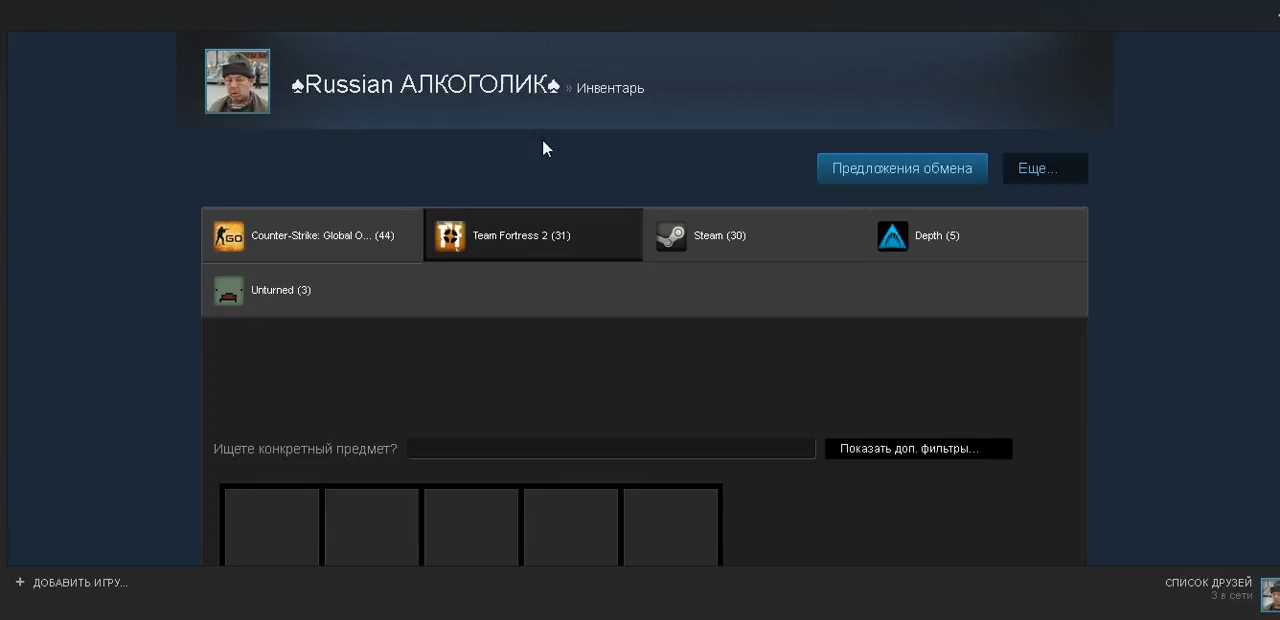 ♠Russian АЛКОГОЛИК♠ » Инвентарь
Предложения обмена
Еще...
GO Counter-Strike: Global O... (44)
Team Fortress 2 (31)
Steam (30)
Depth (5)
Unturned (3)
Ищете конкретный предмет?
Показать доп. фильтры...
+ ДОБАВИТЬ ИГРУ...
СПИСОК ДРУЗЕЙ
3 в сети